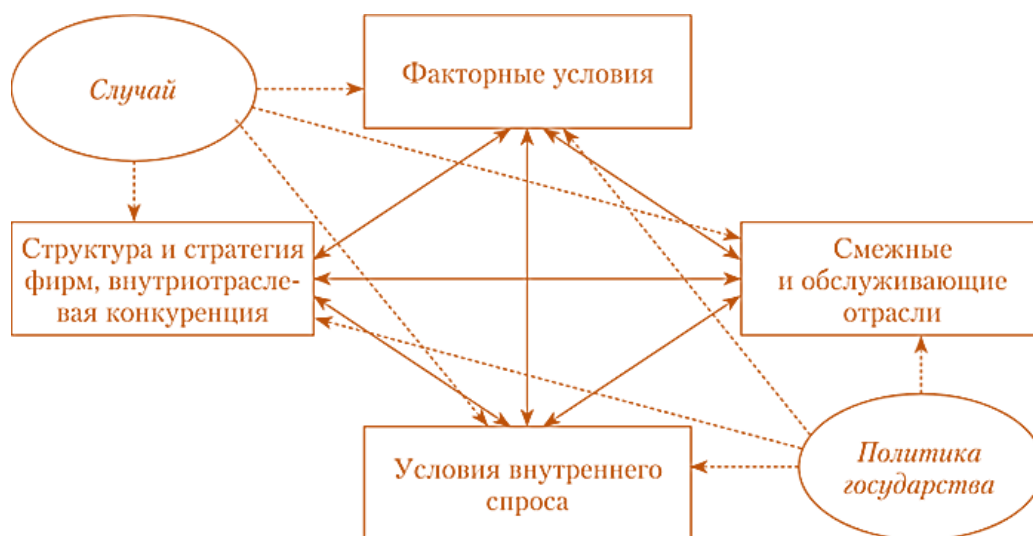 Случай
Факторные условия
Структура и стратегия
фирм, внутриотрасле-
вая конкуренция
Смежные
и обслуживающие
отрасли
Условия внутреннего
спроса
Политика
государства